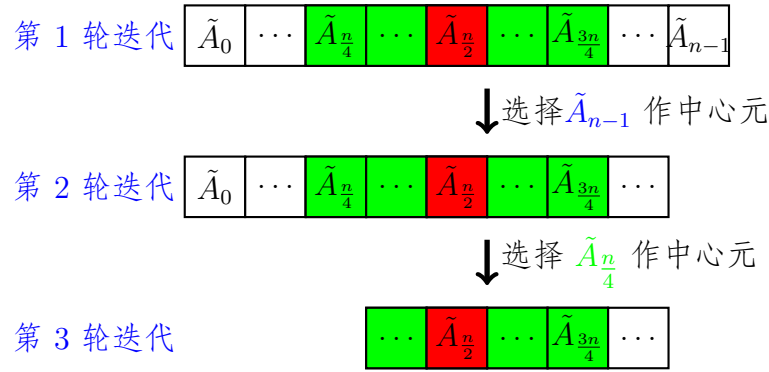 第 1 轮迭代 Ã_0 ⋯ Ã_{n/4} ⋯ Ã_{n/2} ⋯ Ã_{3n/4} ⋯ Ã_{n−1}
选择Ã_{n−1} 作中心元
第 2 轮迭代 Ã_0 ⋯ Ã_{n/4} ⋯ Ã_{n/2} ⋯ Ã_{3n/4} ⋯
选择 Ã_{n/4} 作中心元
第 3 轮迭代 ⋯ Ã_{n/2} ⋯ Ã_{3n/4} ⋯